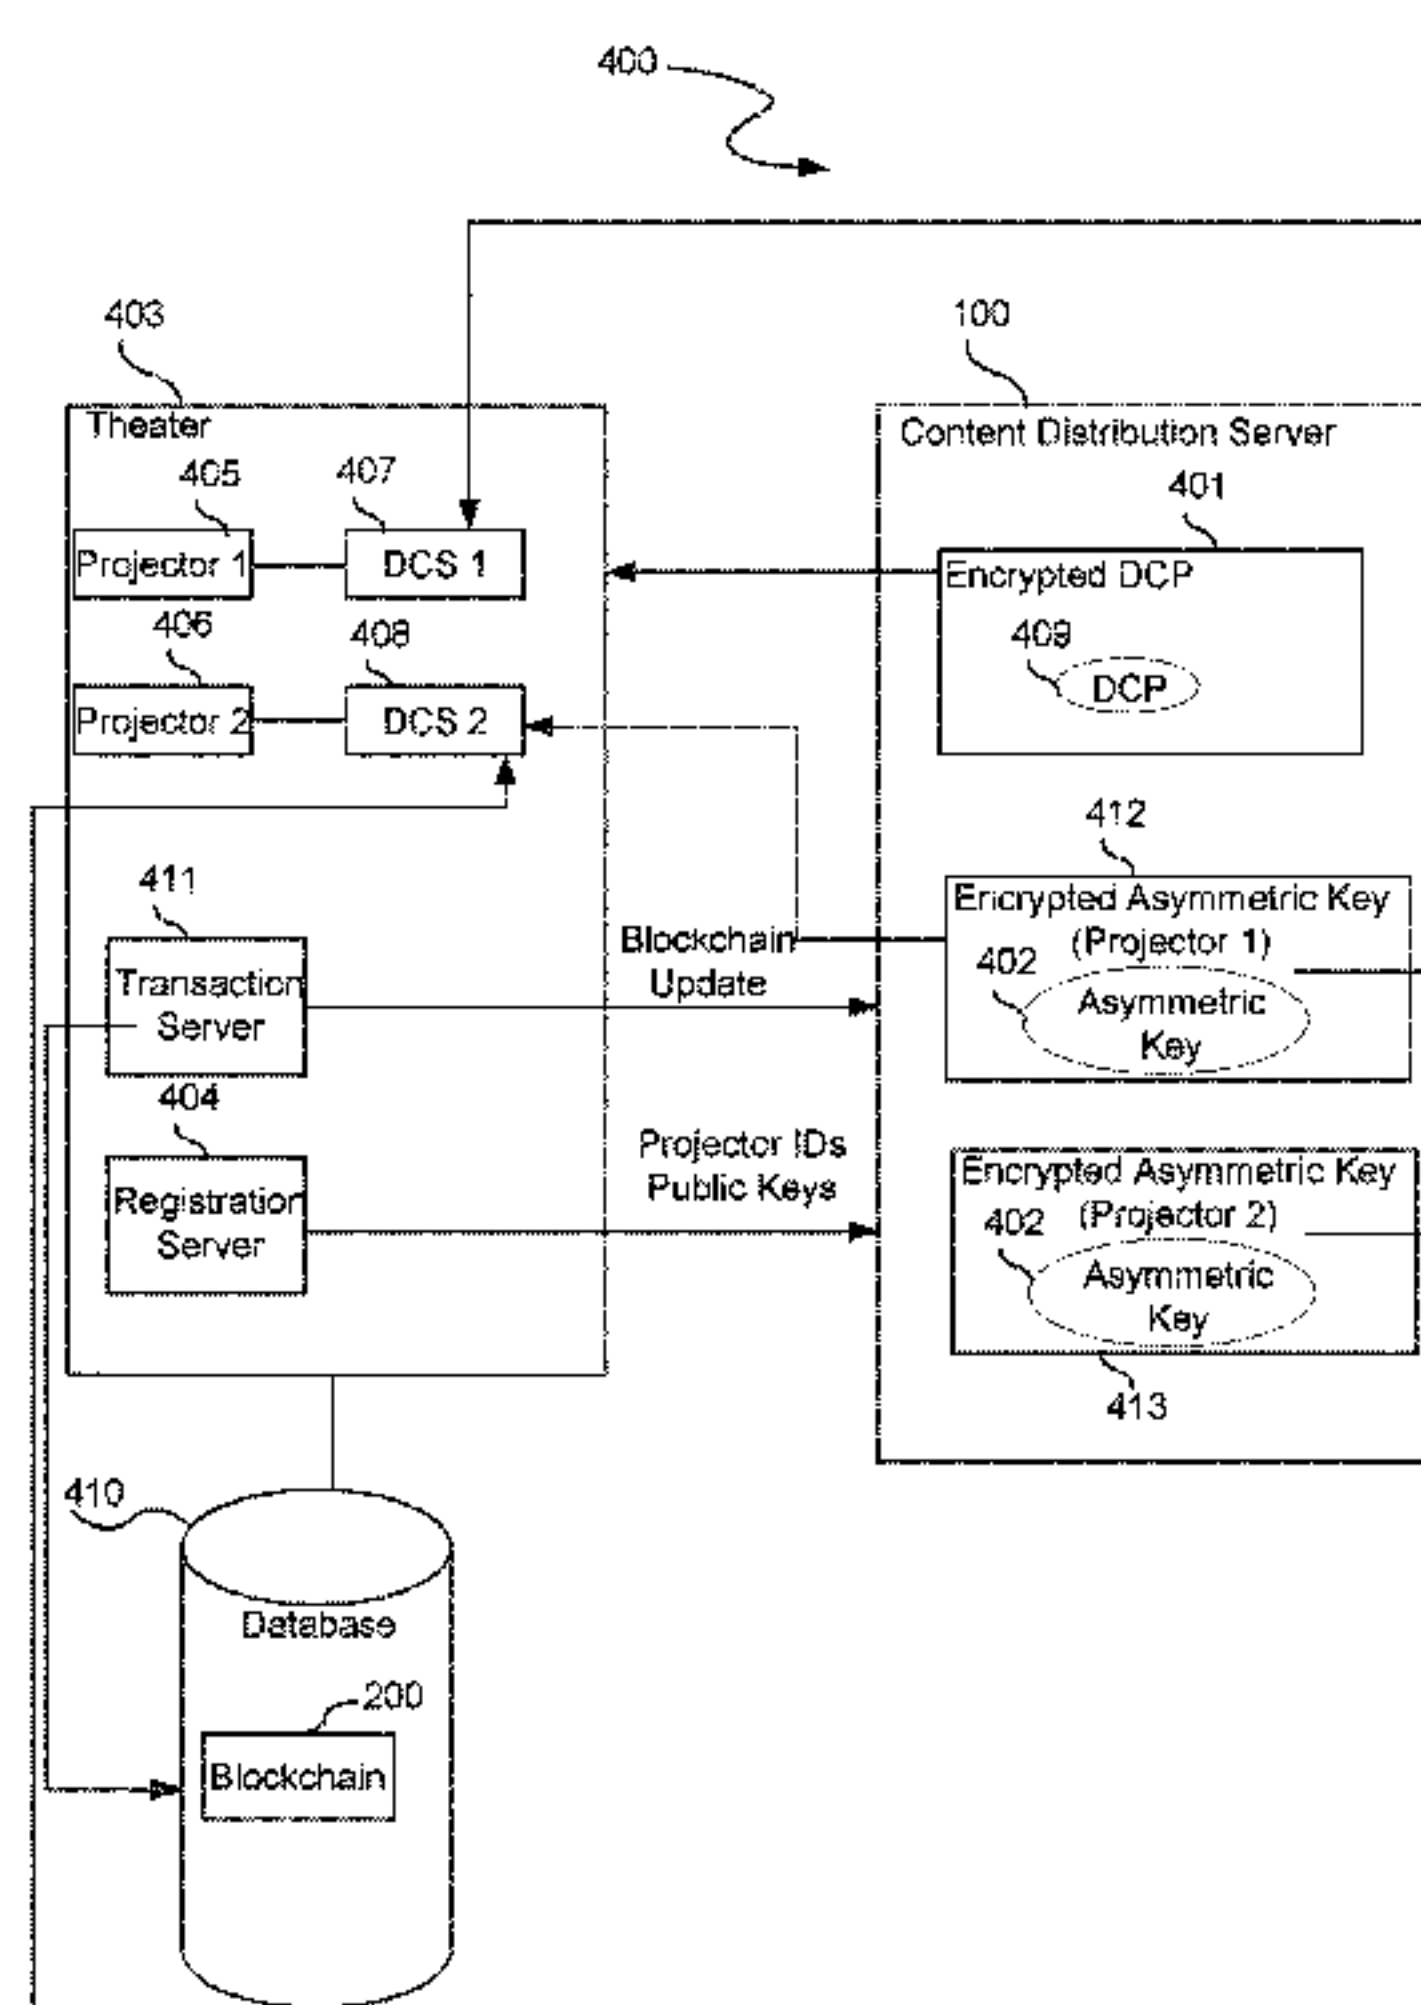 400
403
100
Theater
Content Distribution Server
405
407
401
Projector 1
DCS 1
Encrypted DCP
406
408
409
DCP
Projector 2
DCS 2
412
411
Encrypted Asymmetric Key
(Projector 1)
Blockchain
Update
402
Transaction
Server
Asymmetric
Key
404
Projector IDs
Public Keys
Encrypted Asymmetric Key
(Projector 2)
Registration
Server
402
Asymmetric
Key
413
410
Database
200
Blockchain